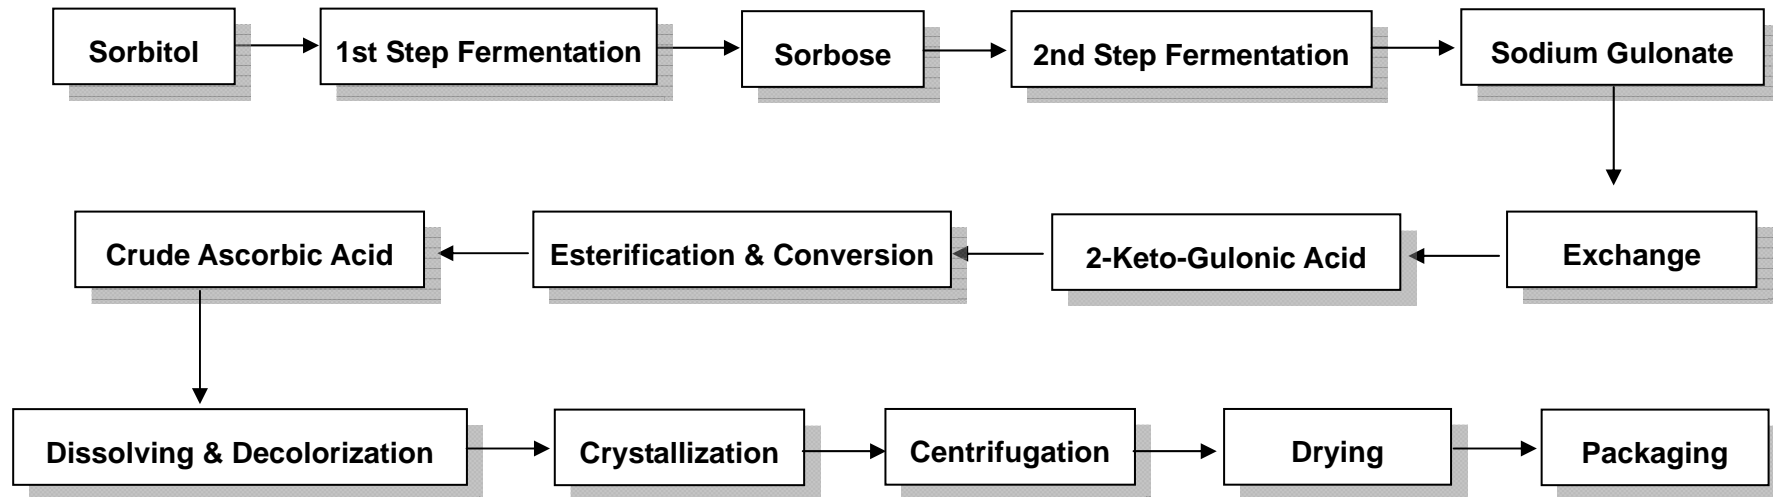 Sorbitol
1st Step Fermentation
Sorbose
2nd Step Fermentation
Sodium Gulonate
Exchange
2-Keto-Gulonic Acid
Esterification & Conversion
Crude Ascorbic Acid
Dissolving & Decolorization
Crystallization
Centrifugation
Drying
Packaging